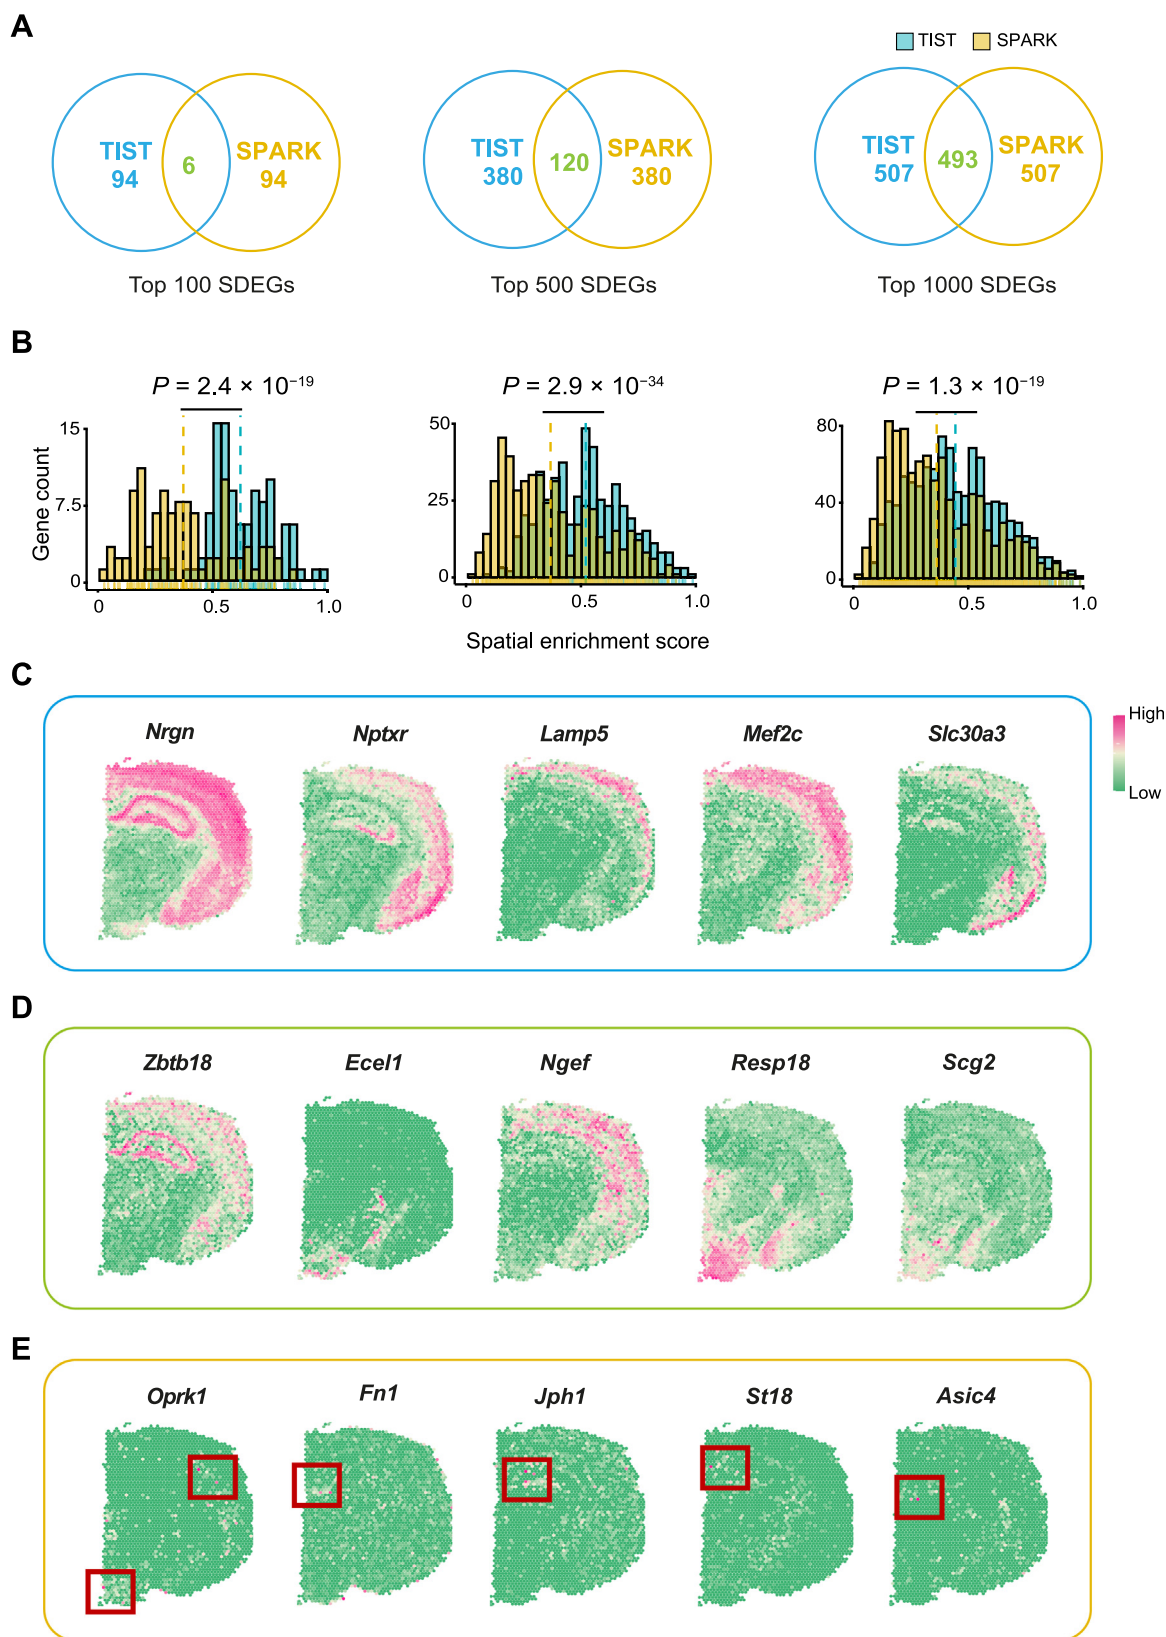 A
TIST SPARK
TIST
94
6
SPARK
94
TIST
380
120
SPARK
380
TIST
507
493
SPARK
507
Top 100 SDEGs
Top 500 SDEGs
Top 1000 SDEGs
B
P = 2.4 × 10⁻¹⁹
P = 2.9 × 10⁻³⁴
P = 1.3 × 10⁻¹⁹
Gene count
15
7.5
0
0 0.5 1.0
50
25
0
0 0.5 1.0
80
40
0
0 0.5 1.0
Spatial enrichment score
C
Nrgn Nptxr Lamp5 Mef2c Slc30a3
High
Low
D
Zbtb18 Ecel1 Ngef Resp18 Scg2
E
Oprk1 Fn1 Jph1 St18 Asic4